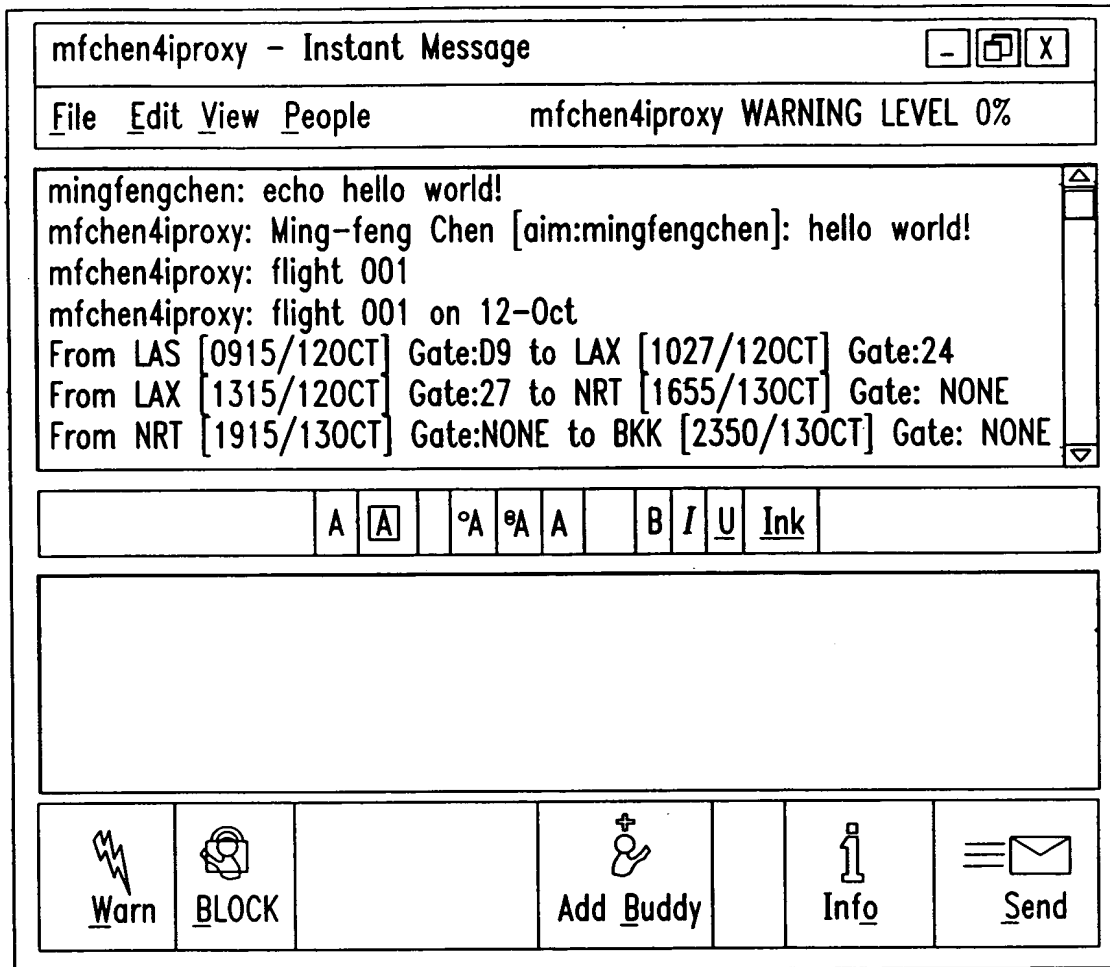 mfchen4iproxy - Instant Message
- X
File Edit View People mfchen4iproxy WARNING LEVEL 0%
mingfengchen: echo hello world!
mfchen4iproxy: Ming-feng Chen [aim:mingfengchen]: hello world!
mfchen4iproxy: flight 001
mfchen4iproxy: flight 001 on 12-Oct
From LAS [0915/12OCT] Gate:D9 to LAX [1027/12OCT] Gate:24
From LAX [1315/12OCT] Gate:27 to NRT [1655/13OCT] Gate: NONE
From NRT [1915/13OCT] Gate:NONE to BKK [2350/13OCT] Gate: NONE
A A °A ᶿA A B I U Ink
Warn BLOCK Add Buddy Info Send